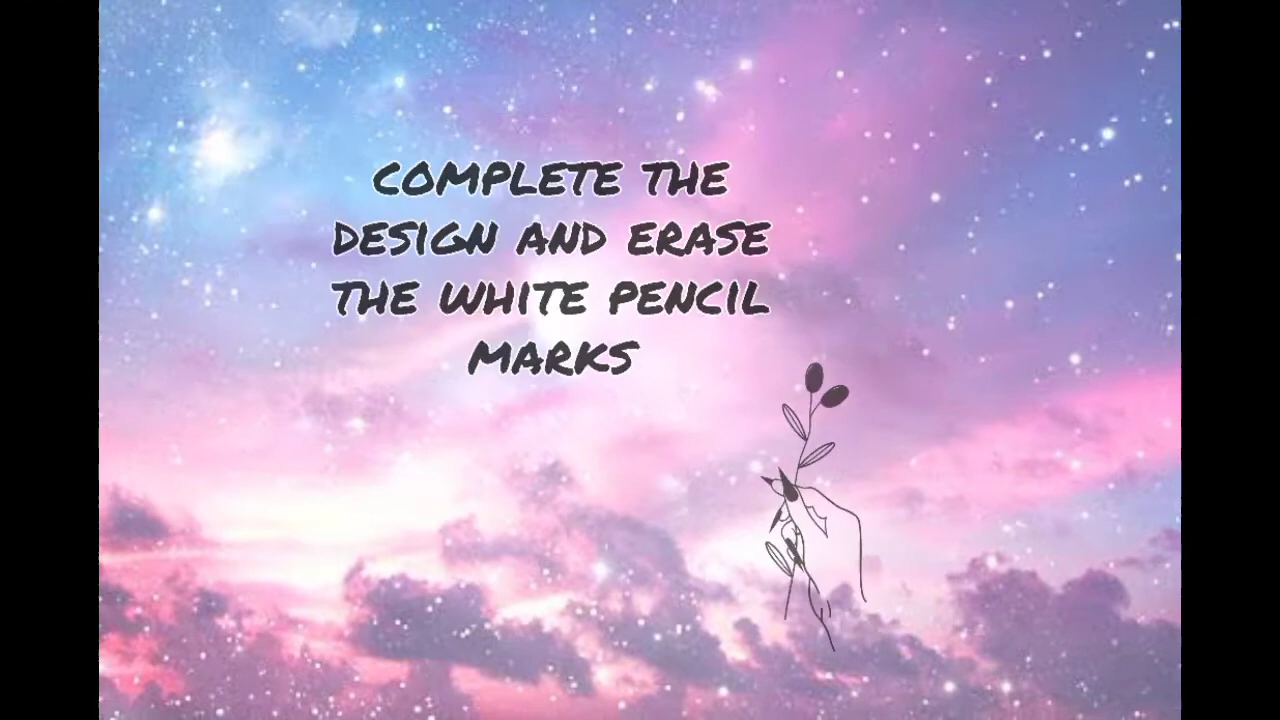 COMPLETE THE
DESIGN AND ERASE
THE WHITE PENCIL
MARKS